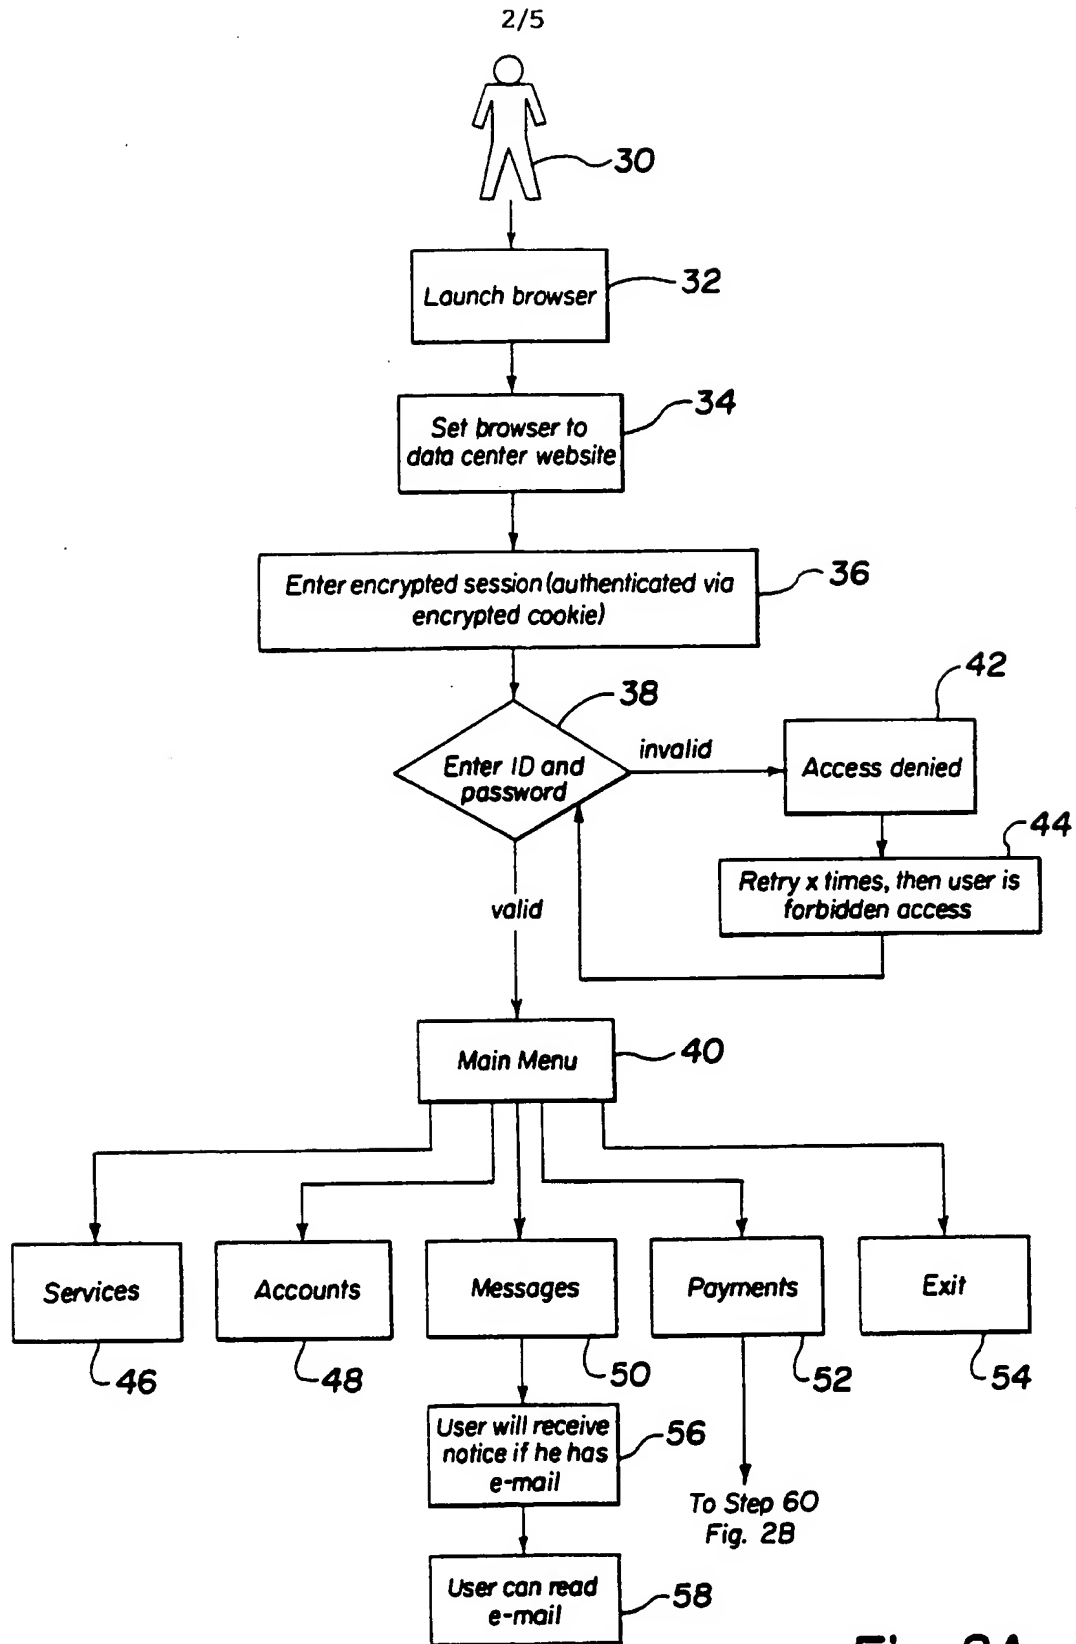 2/5
30
Launch browser
32
Set browser to
data center website
34
Enter encrypted session (authenticated via
encrypted cookie)
36
38
Enter ID and
password
invalid
42
Access denied
44
Retry x times, then user is
forbidden access
valid
Main Menu
40
Services
46
Accounts
48
Messages
50
Payments
52
Exit
54
User will receive
notice if he has
e-mail
56
To Step 60
Fig. 2B
User can read
e-mail
58
Fig. 2A